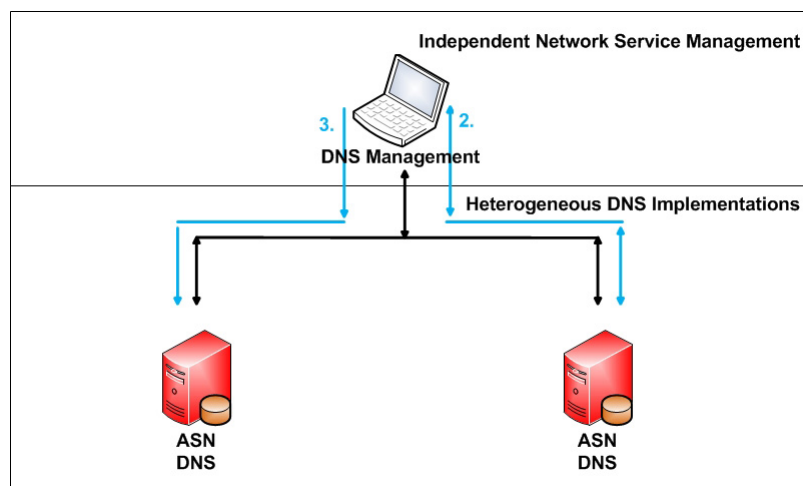 Independent Network Service Management
3.
2.
DNS Management
Heterogeneous DNS Implementations
ASN
DNS
ASN
DNS